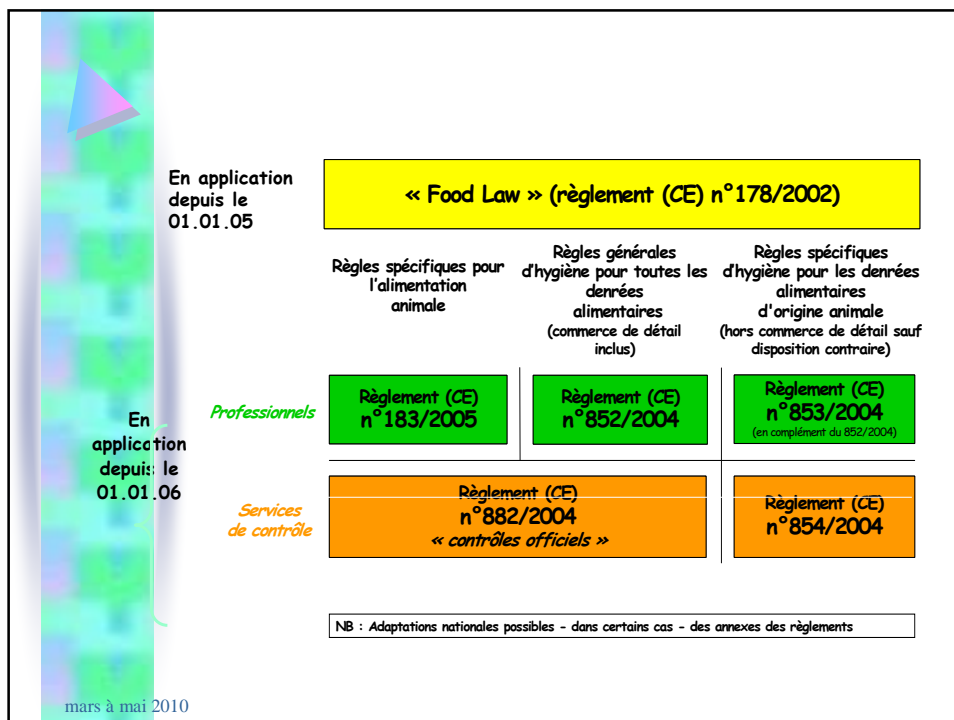 En application
depuis le
01.01.05
« Food Law » (règlement (CE) n°178/2002)
Règles spécifiques pour
l'alimentation
animale
Règles générales
d'hygiène pour toutes les
denrées
alimentaires
(commerce de détail
inclus)
Règles spécifiques
d'hygiène pour les denrées
alimentaires
d'origine animale
(hors commerce de détail sauf
disposition contraire)
En
application
depuis le
01.01.06
Professionnels
Règlement (CE)
n°183/2005
Règlement (CE)
n°852/2004
Règlement (CE)
n°853/2004
(en complément du 852/2004)
Services
de contrôle
Règlement (CE)
n°882/2004
« contrôles officiels »
Règlement (CE)
n°854/2004
NB : Adaptations nationales possibles - dans certains cas - des annexes des règlements
mars à mai 2010